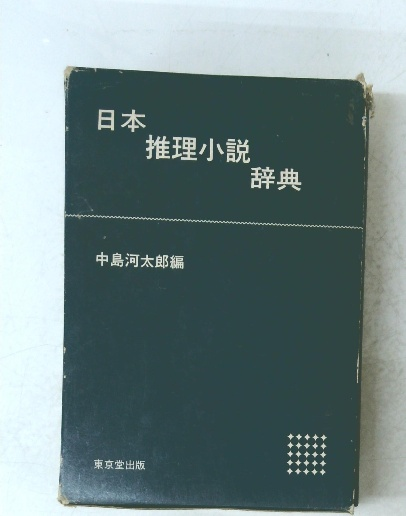 日本
推理小説
辞典
中島河太郎編
東京堂出版